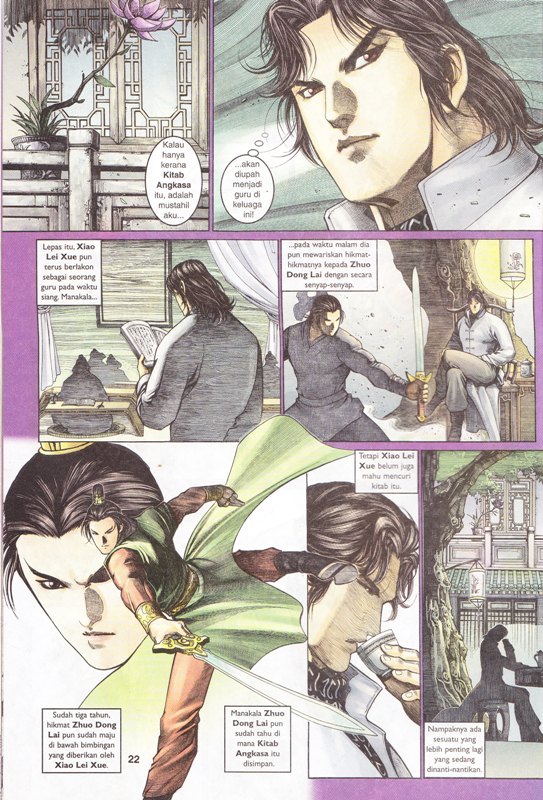 Kalau
hanya
kerana
Kitab
Angkasa
itu, adalah
mustahil
aku...
...akan
diupah
menjadi
guru di
keluaga
ini!
Lepas itu, Xiao
Lei Xue pun
terus berlakon
sebagai seorang
guru pada waktu
siang. Manakala...
...pada waktu malam dia
pun mewariskan hikmat-
hikmatnya kepada Zhuo
Dong Lai dengan secara
senyap-senyap.
Tetapi Xiao Lei
Xue belum juga
mahu mencuri
kitab itu.
Sudah tiga tahun,
hikmat Zhuo Dong
Lai pun sudah maju
di bawah bimbingan
yang diberikan oleh
Xiao Lei Xue.
22
Manakala Zhuo
Dong Lai pun
sudah tahu di
mana Kitab
Angkasa itu
disimpan.
Nampaknya ada
sesuatu yang
lebih penting lagi
yang sedang
dinanti-nantikan.